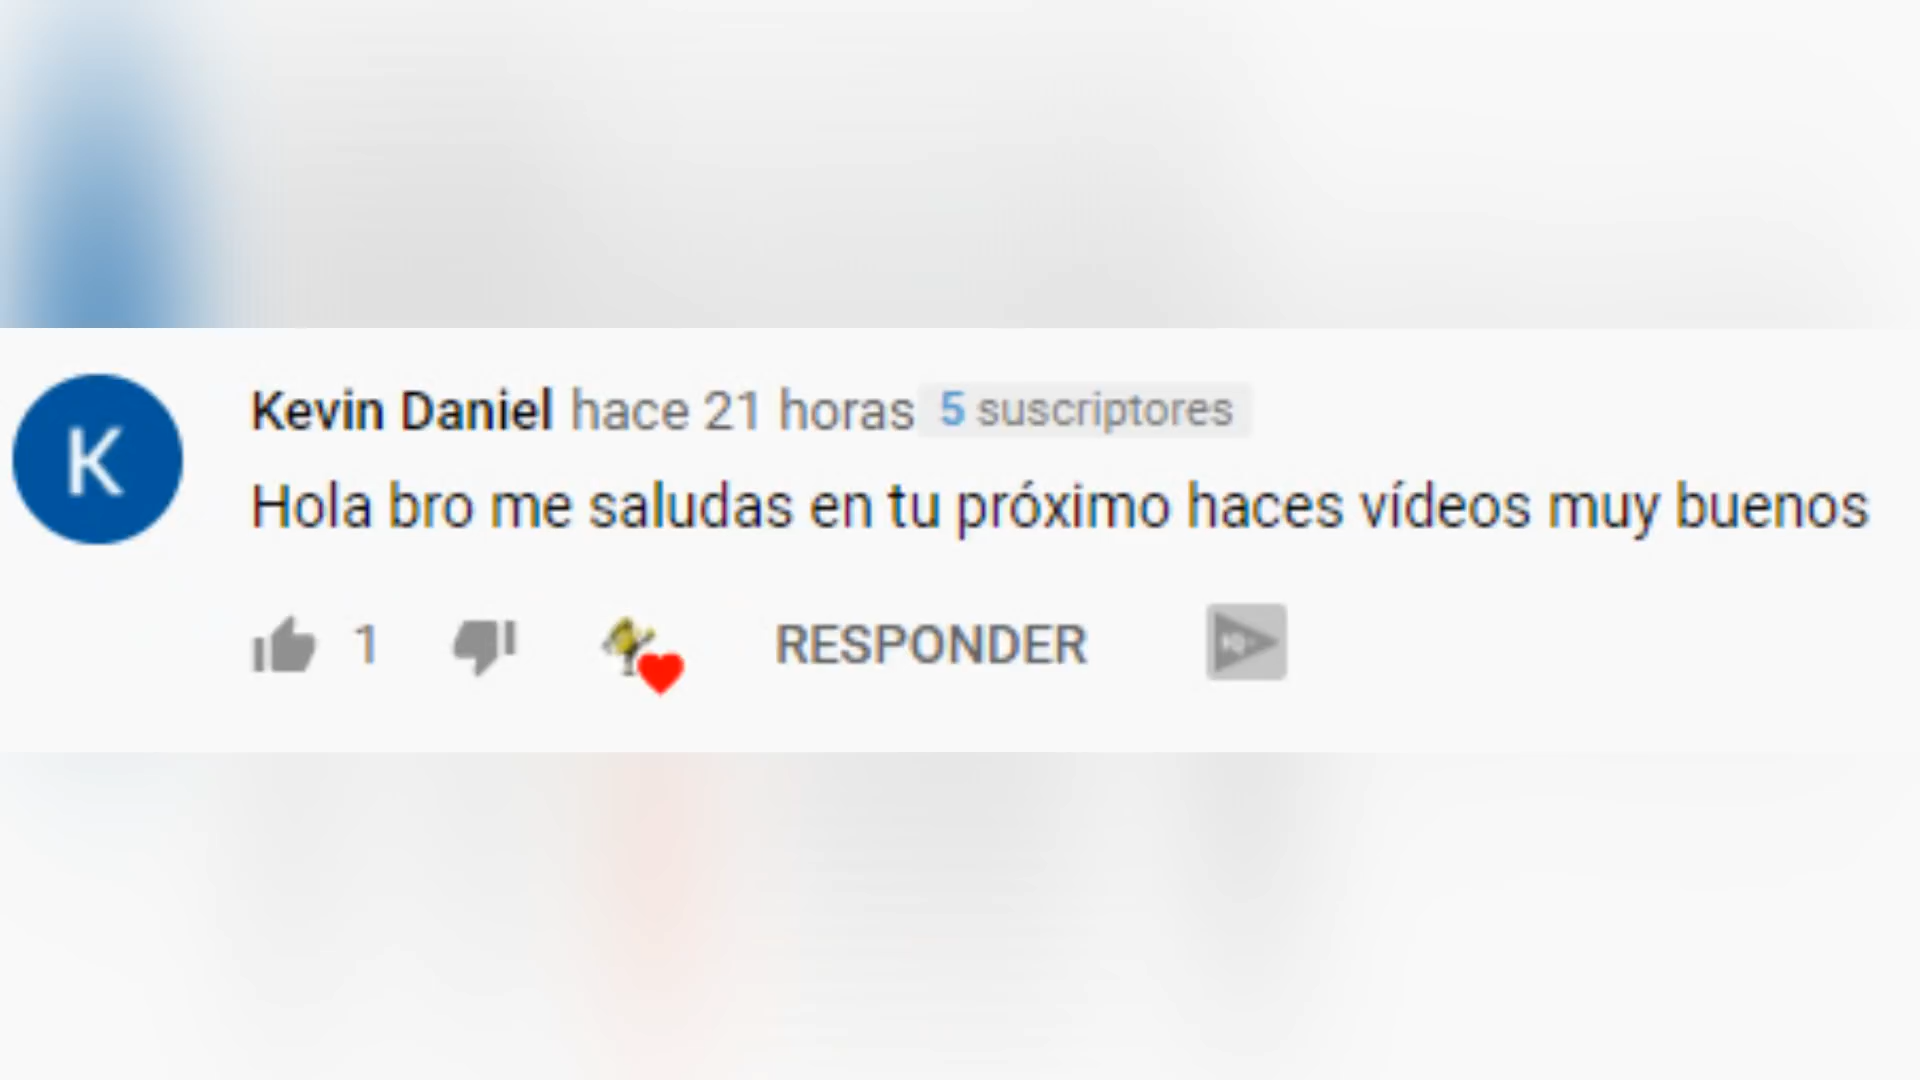 K
Kevin Daniel hace 21 horas 5 suscriptores
Hola bro me saludas en tu próximo haces vídeos muy buenos
1 RESPONDER